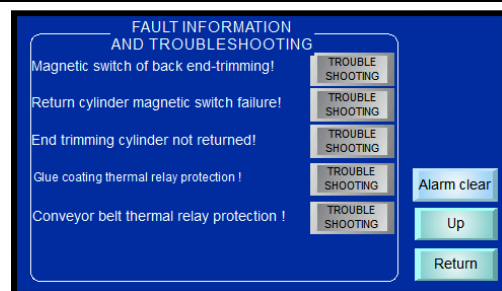 FAULT INFORMATION
AND TROUBLESHOOTING
Magnetic switch of back end-trimming!
TROUBLE
SHOOTING
Return cylinder magnetic switch failure!
TROUBLE
SHOOTING
End trimming cylinder not returned!
TROUBLE
SHOOTING
Glue coating thermal relay protection !
TROUBLE
SHOOTING
Conveyor belt thermal relay protection !
TROUBLE
SHOOTING
Alarm clear
Up
Return